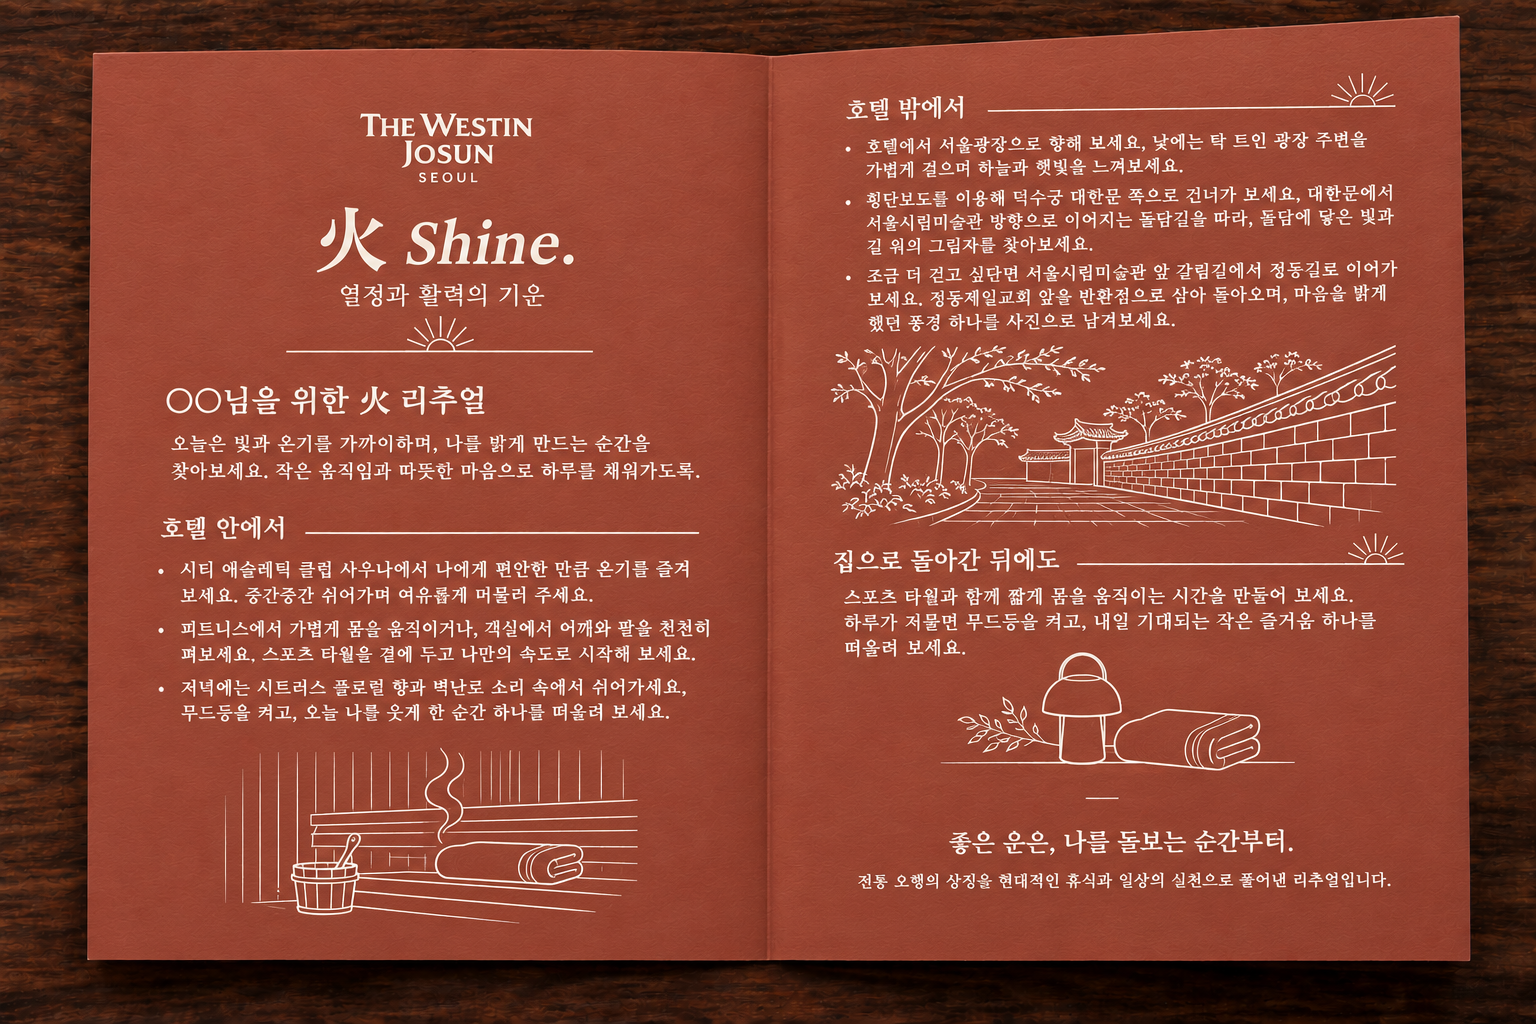 THE WESTIN
JOSUN
SEOUL
火 Shine.
열정과 활력의 기운
○○님을 위한 火 리추얼
오늘은 빛과 온기를 가까이하며, 나를 밝게 만드는 순간을
찾아보세요. 작은 움직임과 따뜻한 마음으로 하루를 채워가도록.
호텔 안에서
• 시티 애슬레틱 클럽 사우나에서 나에게 편안한 만큼 온기를 즐겨
보세요. 중간중간 쉬어가며 여유롭게 머물러 주세요.
• 피트니스에서 가볍게 몸을 움직이거나, 객실에서 어깨와 팔을 천천히
펴보세요, 스포츠 타월을 곁에 두고 나만의 속도로 시작해 보세요.
• 저녁에는 시트러스 플로럴 향과 벽난로 소리 속에서 쉬어가세요,
무드등을 켜고, 오늘 나를 웃게 한 순간 하나를 떠올려 보세요.
호텔 밖에서
• 호텔에서 서울광장으로 향해 보세요, 낮에는 탁 트인 광장 주변을
가볍게 걸으며 하늘과 햇빛을 느껴보세요.
• 횡단보도를 이용해 덕수궁 대한문 쪽으로 건너가 보세요, 대한문에서
서울시립미술관 방향으로 이어지는 돌담길을 따라, 돌담에 닿은 빛과
길 위의 그림자를 찾아보세요.
• 조금 더 걷고 싶다면 서울시립미술관 앞 갈림길에서 정동길로 이어가
보세요. 정동제일교회 앞을 반환점으로 삼아 돌아오며, 마음을 밝게
했던 풍경 하나를 사진으로 남겨보세요.
집으로 돌아간 뒤에도
스포츠 타월과 함께 짧게 몸을 움직이는 시간을 만들어 보세요.
하루가 저물면 무드등을 켜고, 내일 기대되는 작은 즐거움 하나를
떠올려 보세요.
좋은 운은, 나를 돌보는 순간부터.
전통 오행의 상징을 현대적인 휴식과 일상의 실천으로 풀어낸 리추얼입니다.